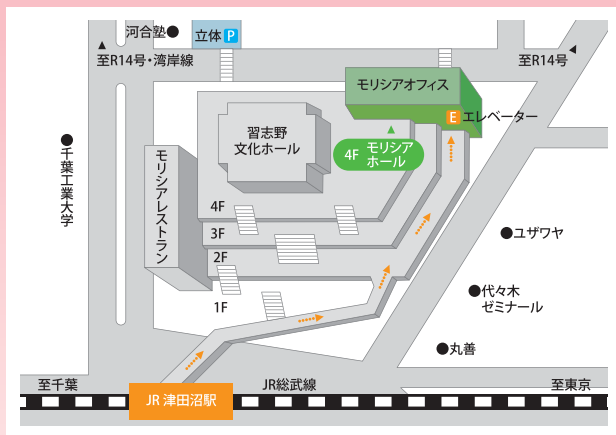 河合塾
立体 P
至R14号・湾岸線
至R14号
モリシアオフィス
E エレベーター
習志野
文化ホール
4F モリシア
ホール
千葉工業大学
モリシアレストラン
4F
3F
2F
1F
ユザワヤ
代々木
ゼミナール
丸善
至千葉
JR総武線
至東京
JR 津田沼駅